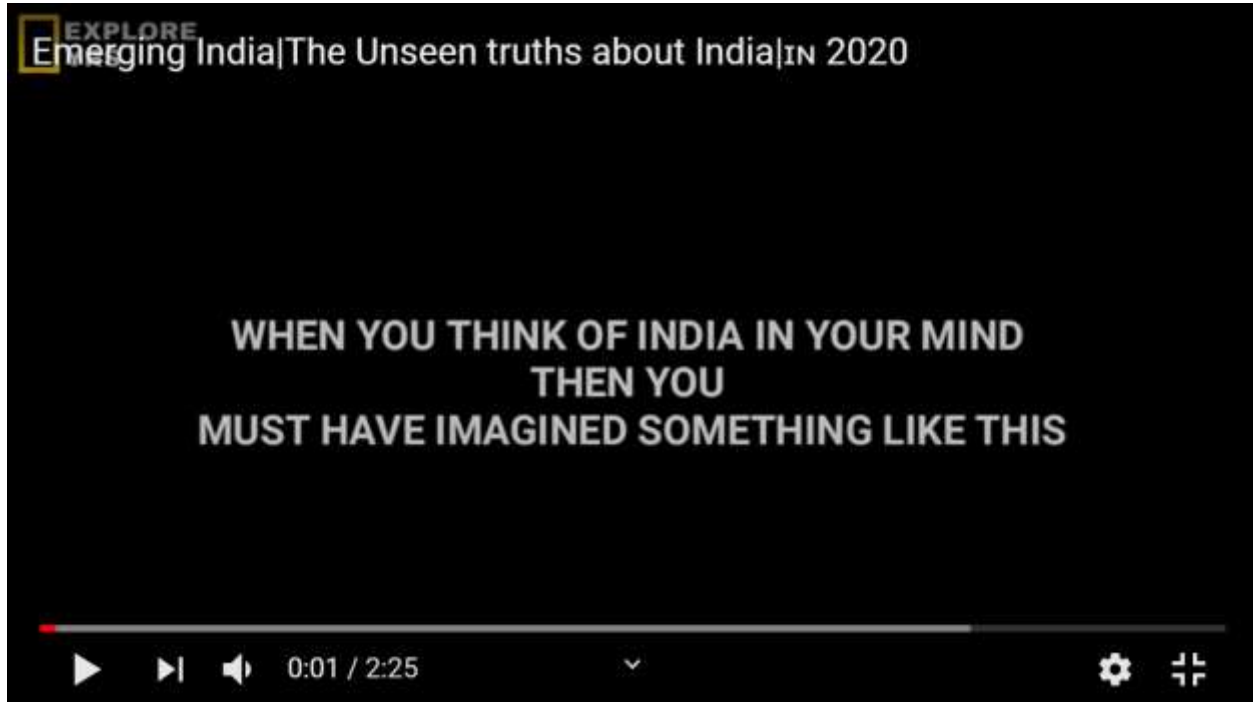 EXPLORE
Emerging India|The Unseen truths about India|ɪɴ 2020
WHEN YOU THINK OF INDIA IN YOUR MIND
THEN YOU
MUST HAVE IMAGINED SOMETHING LIKE THIS
0:01 / 2:25